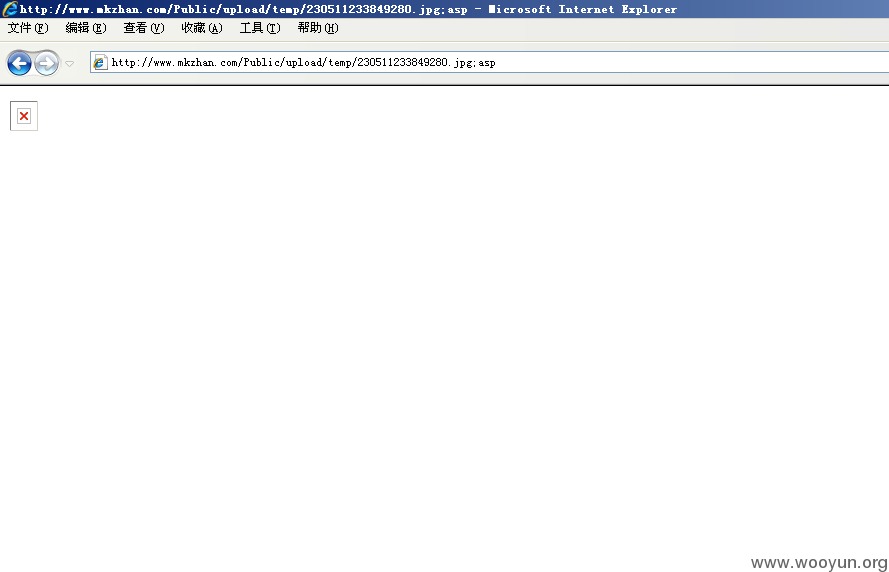 http://www.mkzhan.com/Public/upload/temp/230511233849280.jpg;asp - Microsoft Internet Explorer
文件(F) 编辑(E) 查看(V) 收藏(A) 工具(T) 帮助(H)
http://www.mkzhan.com/Public/upload/temp/230511233849280.jpg;asp
www.wooyun.org